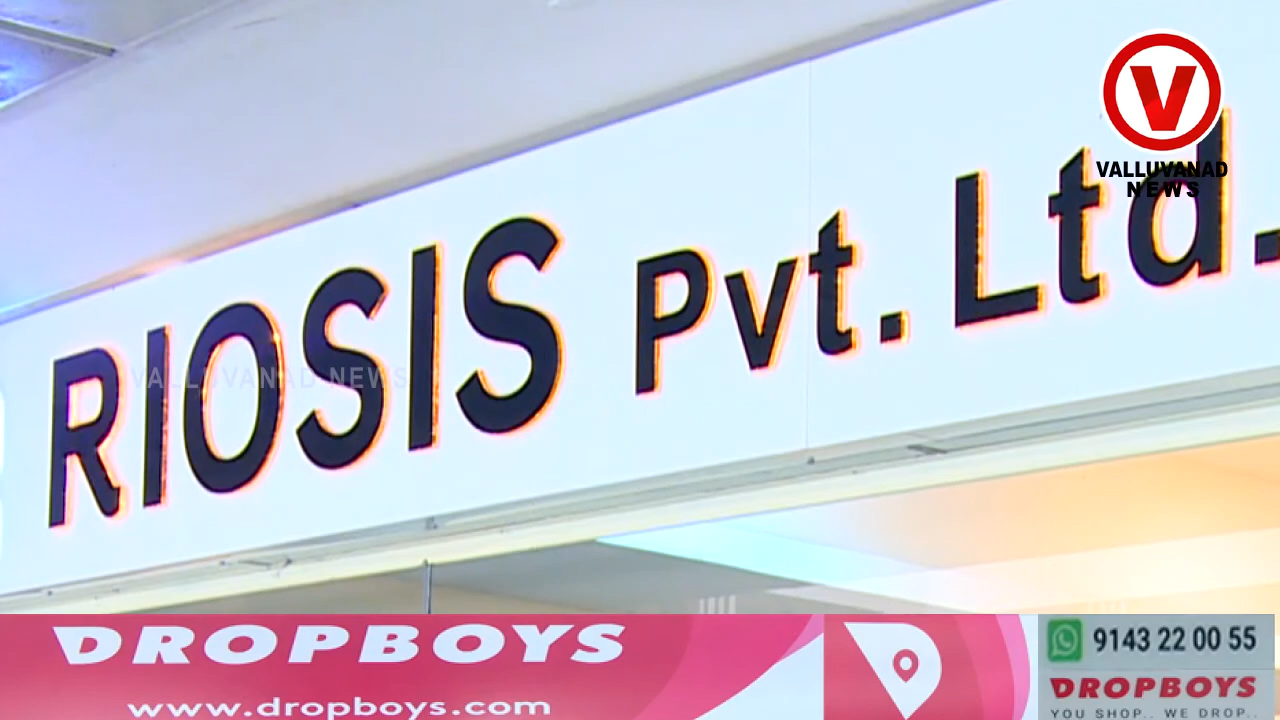 VALLUVANAD
NEWS
RIOSIS Pvt. Ltd.
VALLUVANAD NEWS
DROPBOYS
www.dropboys.com
9143 22 00 55
DROPBOYS
YOU SHOP.. WE DROP..